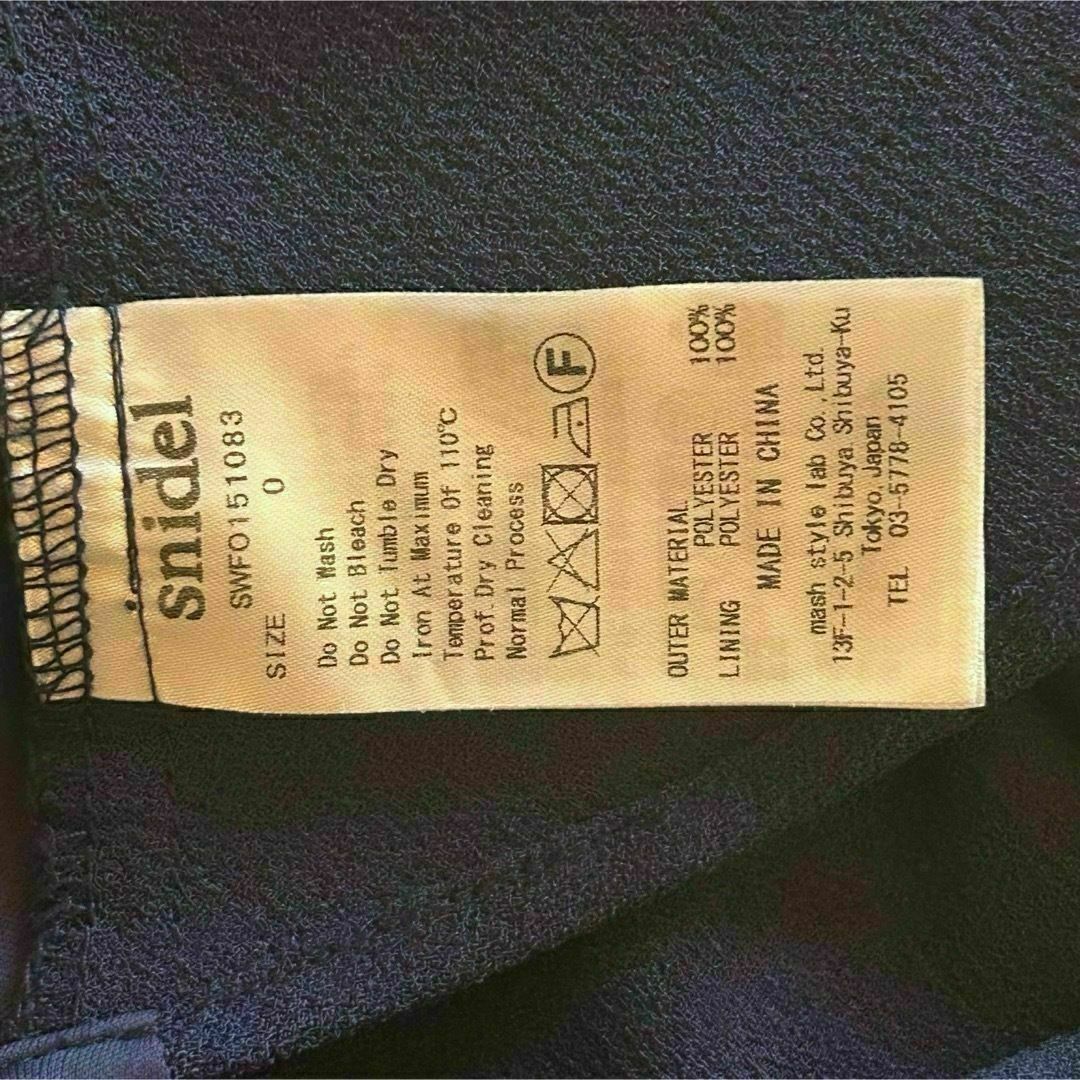 snidel
SWFO151083
SIZE 0
Do Not Wash
Do Not Bleach
Do Not Tumble Dry
Iron At Maximum
Temperature Of 110℃
Prof.Dry Cleaning
Normal Process
F
OUTER MATERIAL
POLYESTER 100%
LINING POLYESTER 100%
MADE IN CHINA
mash style lab Co.,Ltd.
13F-1-2-5 Shibuya Shibuya-Ku
Tokyo,Japan
TEL 03-5778-4105